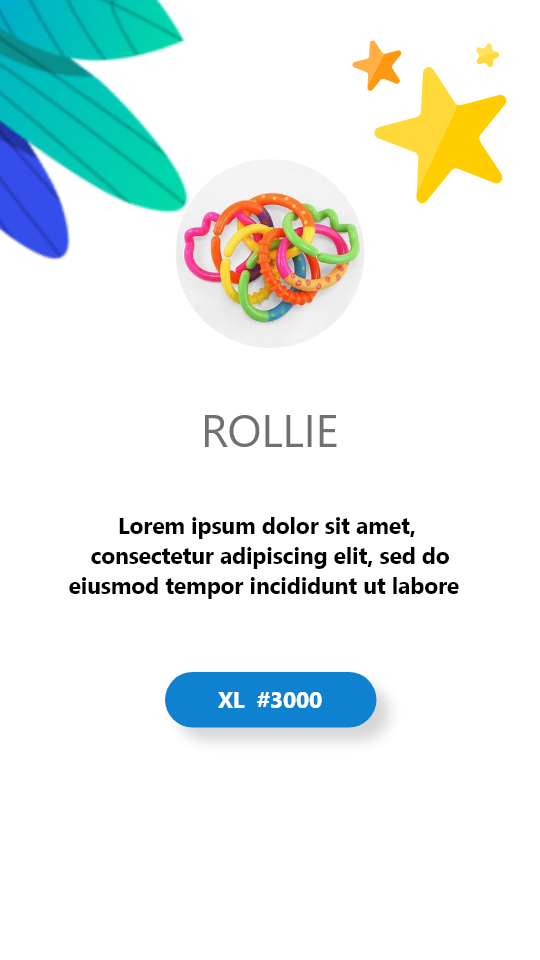 ROLLIE
Lorem ipsum dolor sit amet,
consectetur adipiscing elit, sed do
eiusmod tempor incididunt ut labore
XL #3000